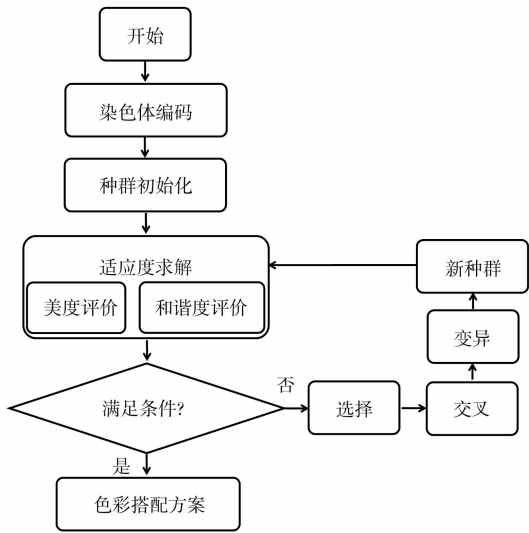 开始
染色体编码
种群初始化
适应度求解
美度评价
和谐度评价
新种群
变异
满足条件?
否
选择
交叉
是
色彩搭配方案